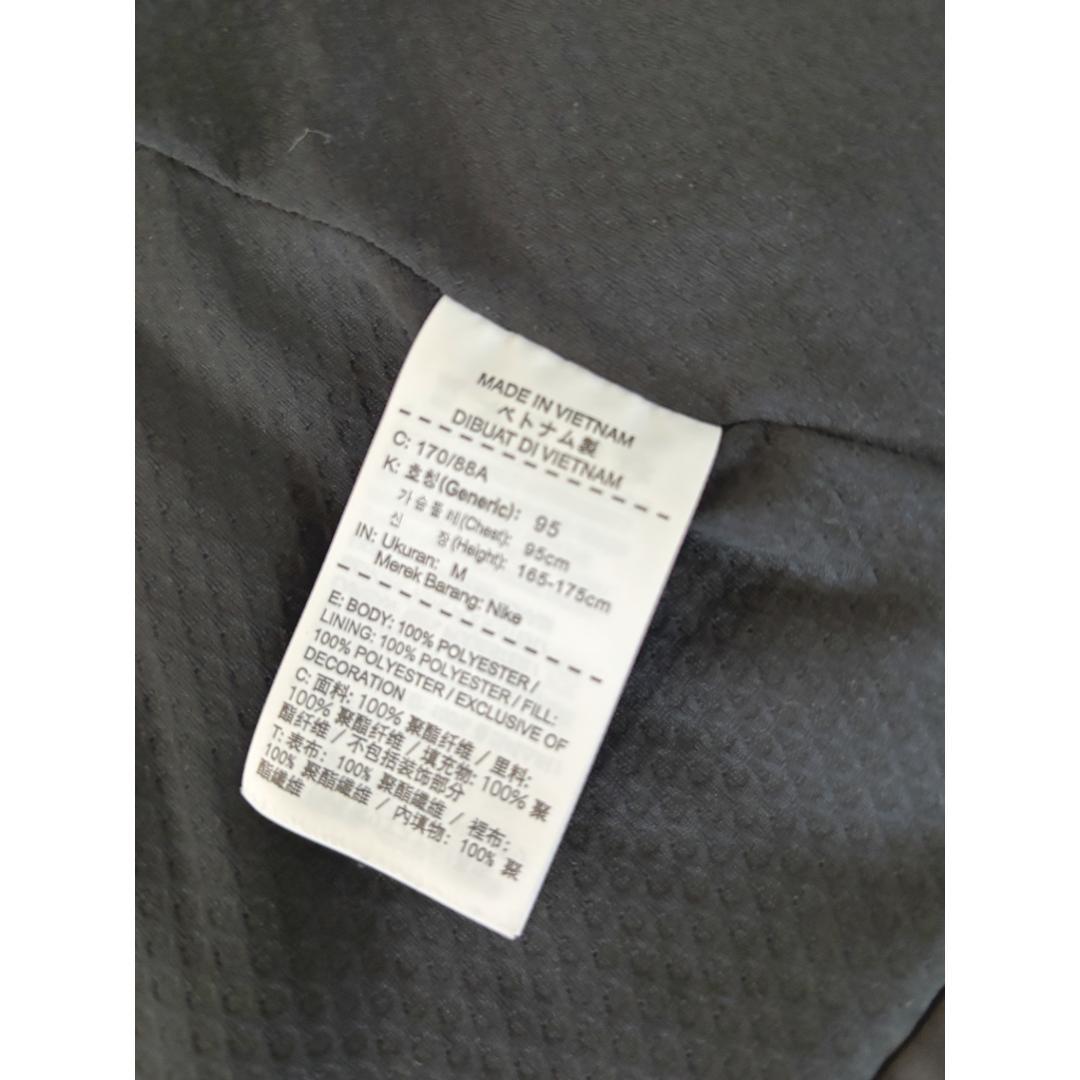 MADE IN VIETNAM
ベトナム製
DIBUAT DI VIETNAM
C: 170/88A
K: 호칭(Generic): 95
가슴둘레(Chest): 95cm
신 장(Height): 165-175cm
IN: Ukuran: M
Merek Barang: Nike
E: BODY: 100% POLYESTER /
LINING: 100% POLYESTER / FILL:
100% POLYESTER / EXCLUSIVE OF
DECORATION
C: 面料: 100% 聚酯纤维 / 里料:
100% 聚酯纤维 / 填充物: 100% 聚
酯纤维 / 不包括装饰部分
T: 表布: 100% 聚酯纖維 / 裡布:
100% 聚酯纖維 / 內填物: 100% 聚
酯纖維